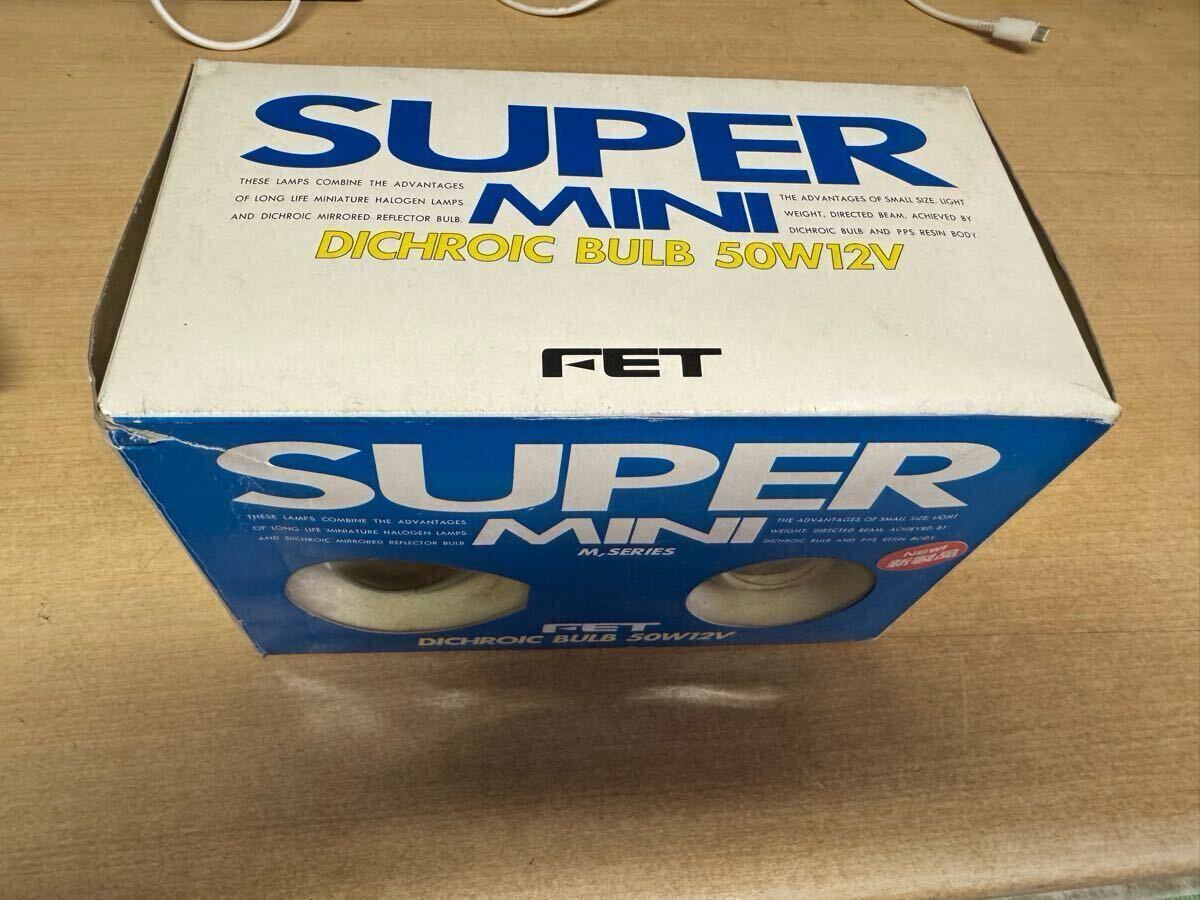 SUPER
THESE LAMPS COMBINE THE ADVANTAGES
OF LONG LIFE MINIATURE HALOGEN LAMPS
AND DICHROIC MIRRORED REFLECTOR BULB.
MINI
THE ADVANTAGES OF SMALL SIZE, LIGHT
WEIGHT, DIRECTED BEAM, ACHIEVED BY
DICHROIC BULB AND PPS RESIN BODY.
DICHROIC BULB 50W12V
FET
SUPER
THESE LAMPS COMBINE THE ADVANTAGES
OF LONG LIFE MINIATURE HALOGEN LAMPS
AND DICHROIC MIRRORED REFLECTOR BULB
MINI
THE ADVANTAGES OF SMALL SIZE, LIGHT
WEIGHT, DIRECTED BEAM, ACHIEVED BY
DICHROIC BULB AND PPS RESIN BODY.
M, SERIES
NEW!
新製品
FET
DICHROIC BULB 50W12V